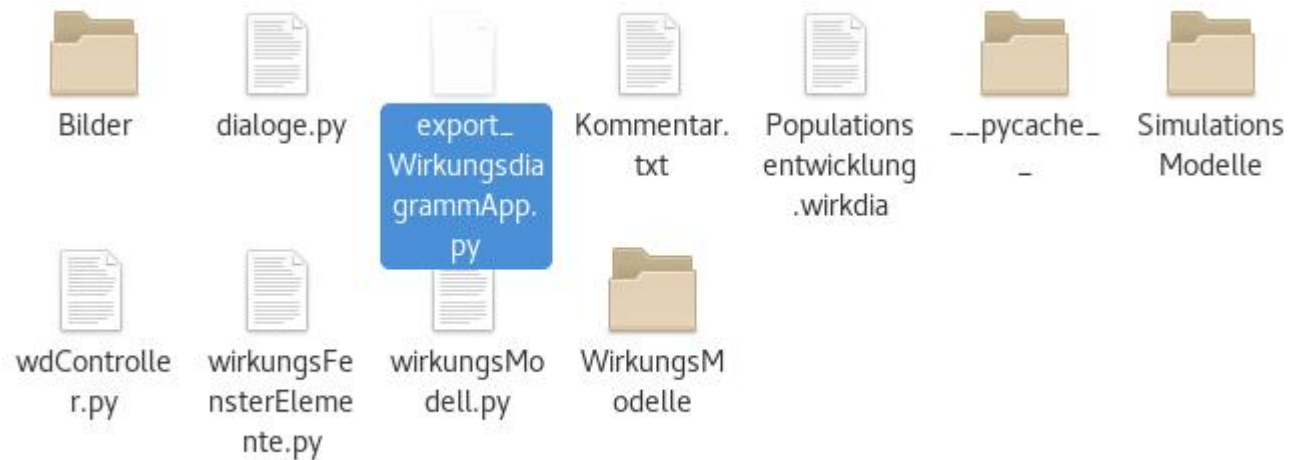 Bilder
dialoge.py
export_
Wirkungsdia
grammApp.
py
Kommentar.
txt
Populations
entwicklung
.wirkdia
__pycache_
_
Simulations
Modelle
wdControlle
r.py
wirkungsFe
nsterEleme
nte.py
wirkungsMo
dell.py
WirkungsM
odelle